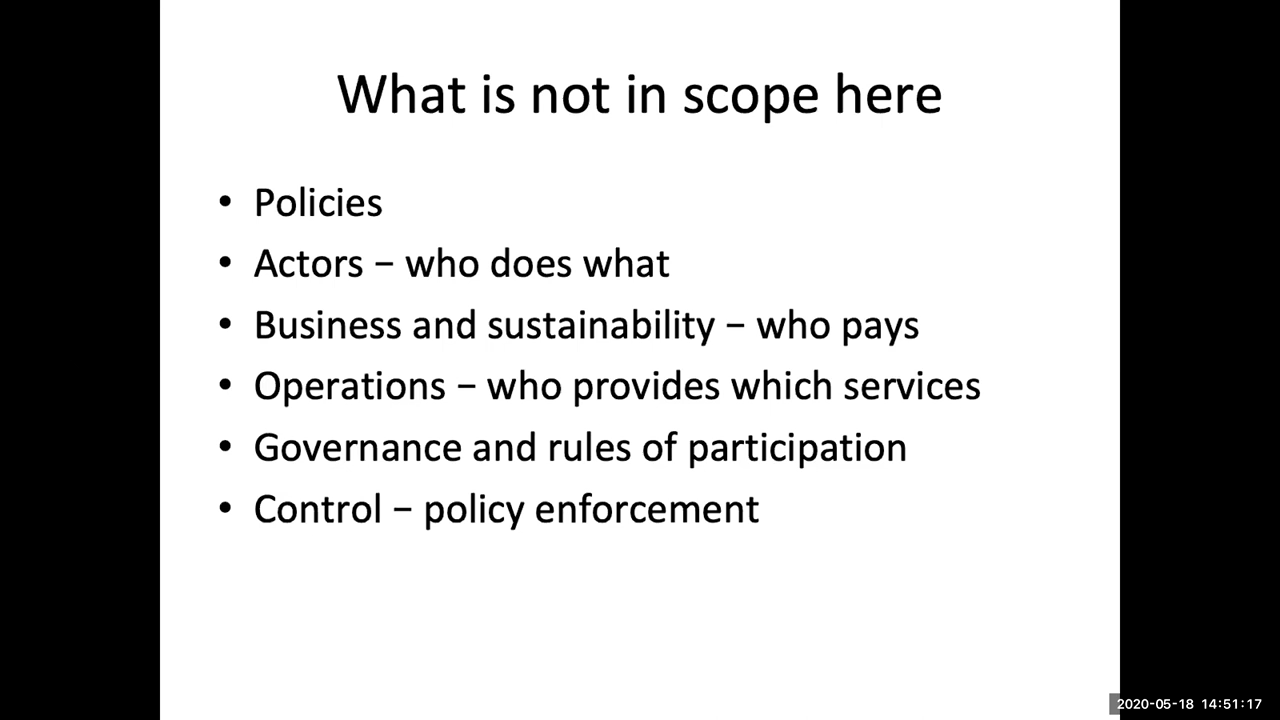 What is not in scope here
• Policies
• Actors – who does what
• Business and sustainability – who pays
• Operations – who provides which services
• Governance and rules of participation
• Control – policy enforcement
2020-05-18 14:51:17